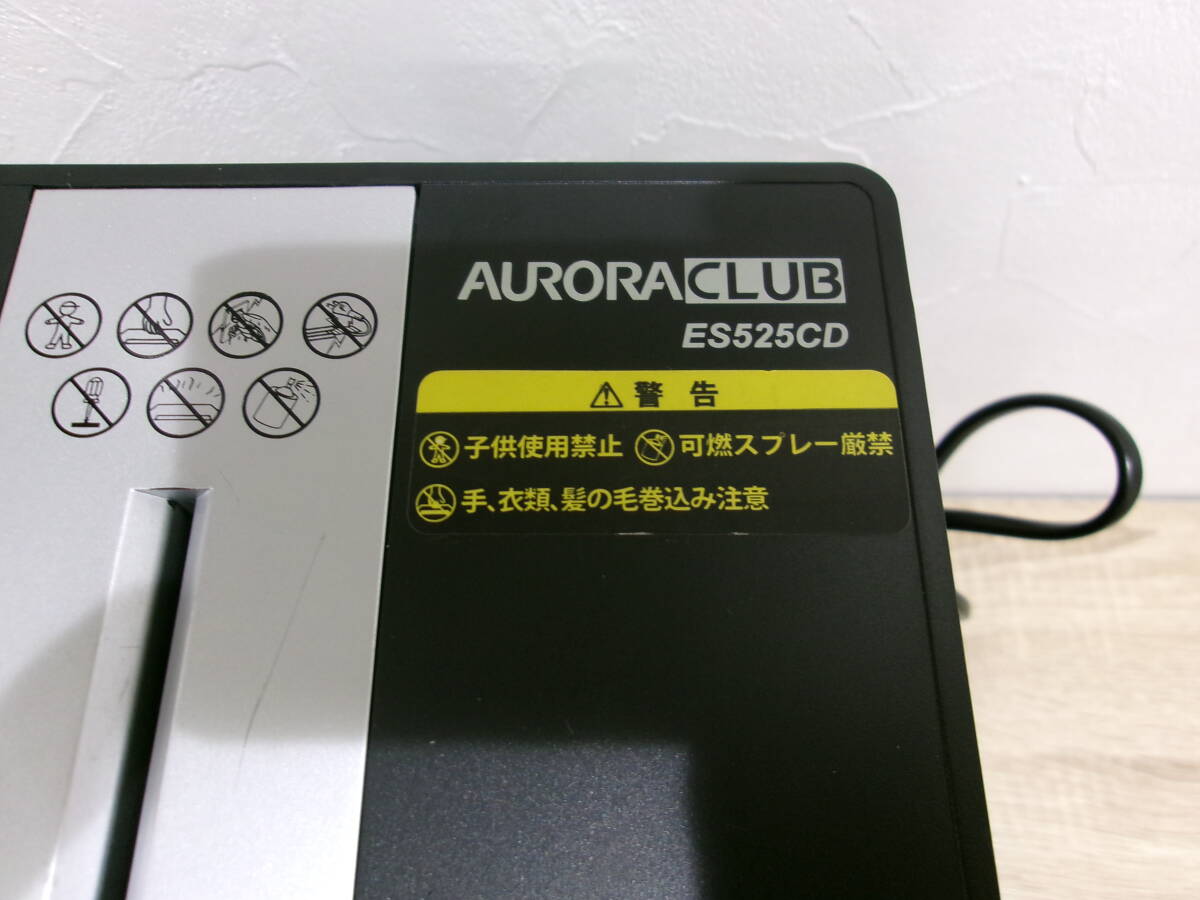 AURORACLUB
ES525CD
警告
子供使用禁止 可燃スプレー厳禁
手、衣類、髪の毛巻込み注意